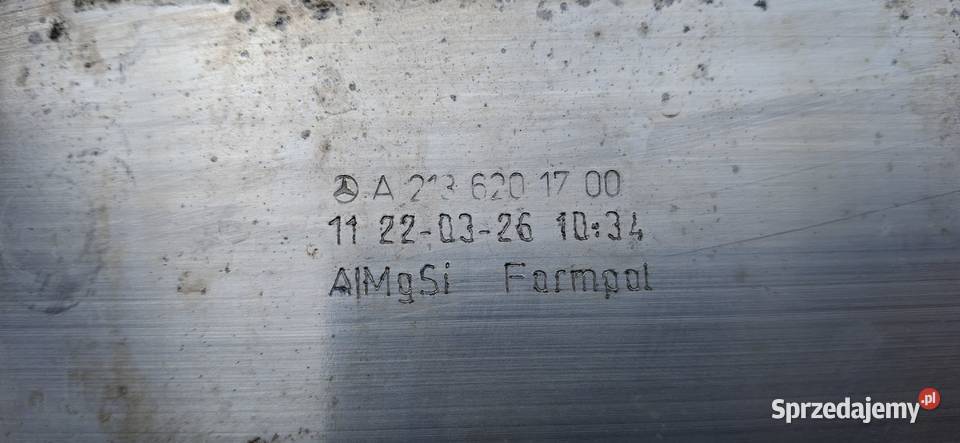 A 213 620 17 00
11 22-03-26 10:34
AlMgSi Formpol
Sprzedajemy.pl